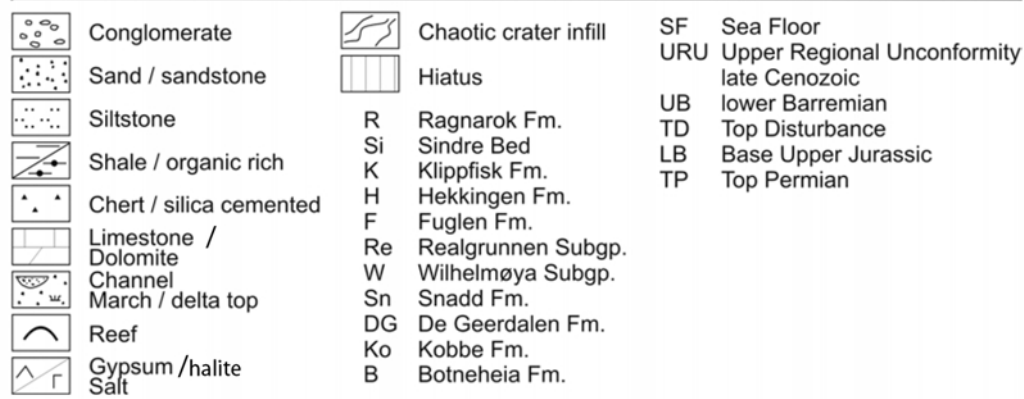 Conglomerate
Sand / sandstone
Siltstone
Shale / organic rich
Chert / silica cemented
Limestone /
Dolomite
Channel
March / delta top
Reef
Gypsum /halite
Salt
Chaotic crater infill
Hiatus
R Ragnarok Fm.
Si Sindre Bed
K Klippfisk Fm.
H Hekkingen Fm.
F Fuglen Fm.
Re Realgrunnen Subgp.
W Wilhelmøya Subgp.
Sn Snadd Fm.
DG De Geerdalen Fm.
Ko Kobbe Fm.
B Botneheia Fm.
SF Sea Floor
URU Upper Regional Unconformity
late Cenozoic
UB lower Barremian
TD Top Disturbance
LB Base Upper Jurassic
TP Top Permian